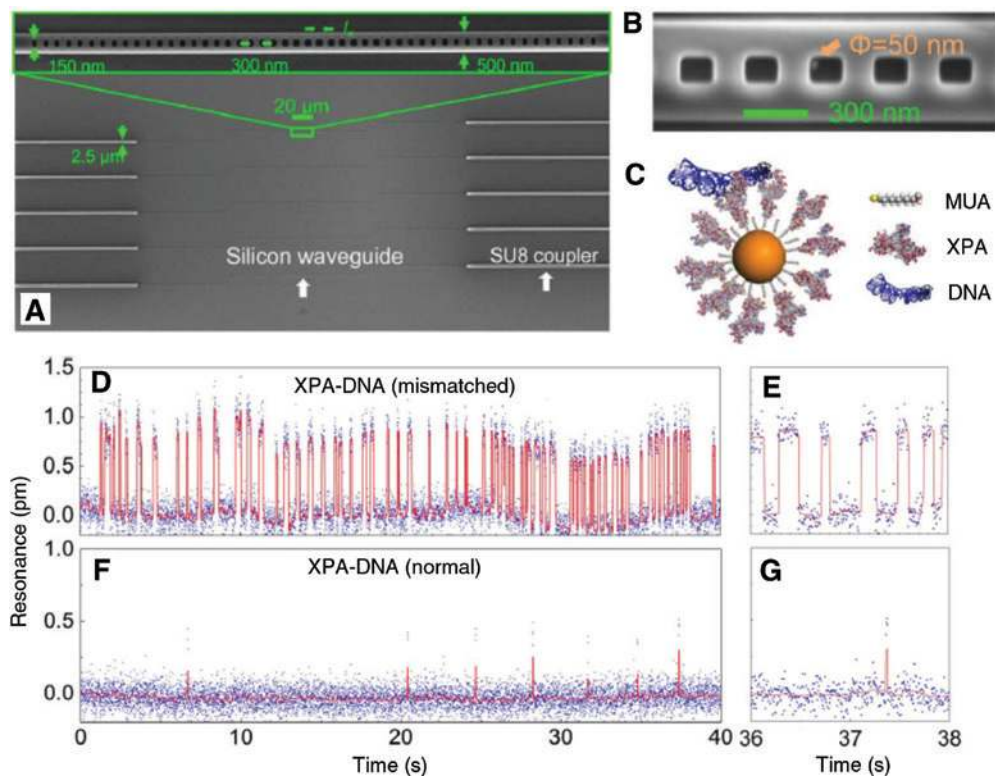 A
150 nm
300 nm
500 nm
20 µm
2.5 µm
Silicon waveguide
SU8 coupler
B
Φ=50 nm
300 nm
C
MUA
XPA
DNA
Resonance (pm)
D
XPA-DNA (mismatched)
1.5
1.0
0.5
0.0
E
F
XPA-DNA (normal)
1.0
0.5
0.0
0
10
20
30
40
Time (s)
G
36
37
38
Time (s)